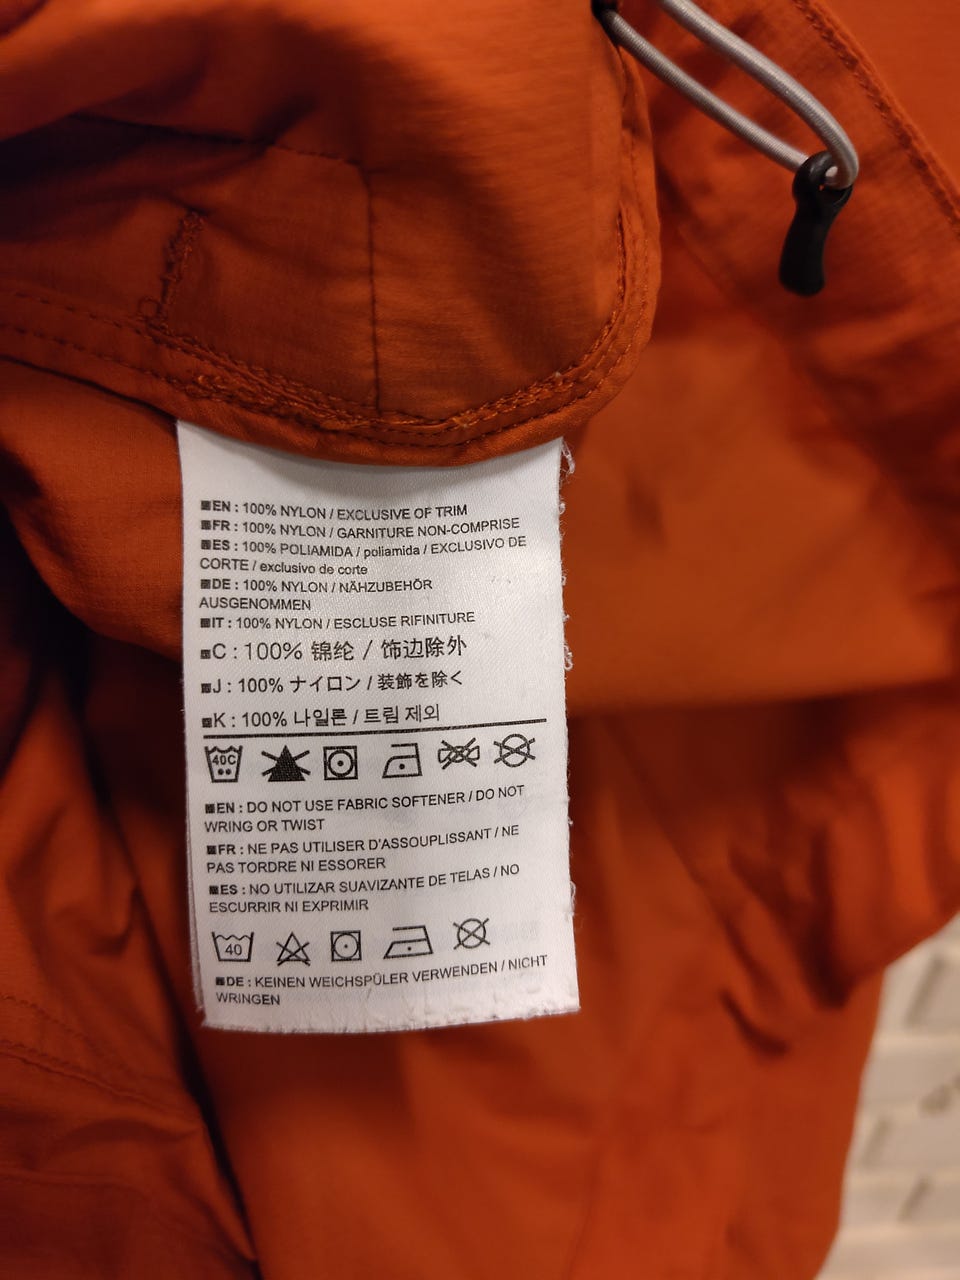 EN : 100% NYLON / EXCLUSIVE OF TRIM
FR : 100% NYLON / GARNITURE NON-COMPRISE
ES : 100% POLIAMIDA / poliamida / EXCLUSIVO DE
CORTE / exclusivo de corte
DE : 100% NYLON / NÄHZUBEHÖR
AUSGENOMMEN
IT : 100% NYLON / ESCLUSE RIFINITURE
C : 100% 锦纶 / 饰边除外
J : 100% ナイロン / 装飾を除く
K : 100% 나일론 / 트림 제외
40C
EN : DO NOT USE FABRIC SOFTENER / DO NOT
WRING OR TWIST
FR : NE PAS UTILISER D'ASSOUPLISSANT / NE
PAS TORDRE NI ESSORER
ES : NO UTILIZAR SUAVIZANTE DE TELAS / NO
ESCURRIR NI EXPRIMIR
40
DE : KEINEN WEICHSPÜLER VERWENDEN / NICHT
WRINGEN